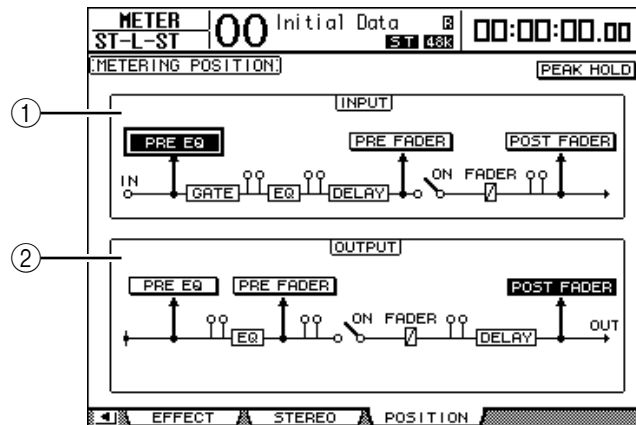 METER
ST-L-ST
00
Initial Data
R
ST 48k
00:00:00.00
METERING POSITION
PEAK HOLD
1
INPUT
PRE EQ PRE FADER POST FADER
IN GATE EQ DELAY ON FADER
2
OUTPUT
PRE EQ PRE FADER POST FADER
EQ ON FADER DELAY OUT
EFFECT STEREO POSITION